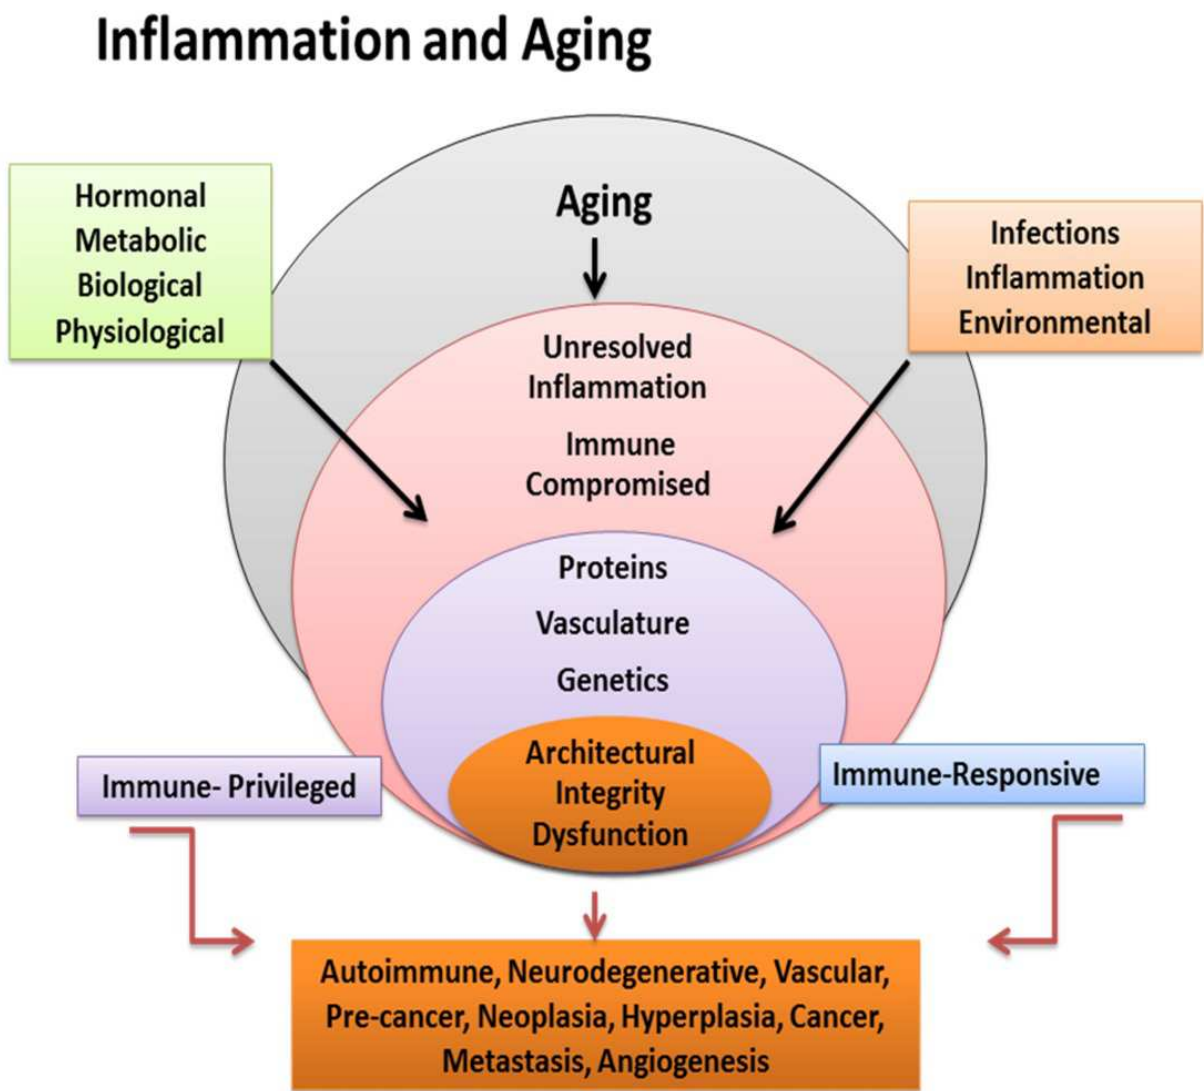 Inflammation and Aging
Hormonal
Metabolic
Biological
Physiological
Aging
Infections
Inflammation
Environmental
Unresolved
Inflammation
Immune
Compromised
Proteins
Vasculature
Genetics
Architectural
Integrity
Dysfunction
Immune- Privileged
Immune-Responsive
Autoimmune, Neurodegenerative, Vascular,
Pre-cancer, Neoplasia, Hyperplasia, Cancer,
Metastasis, Angiogenesis